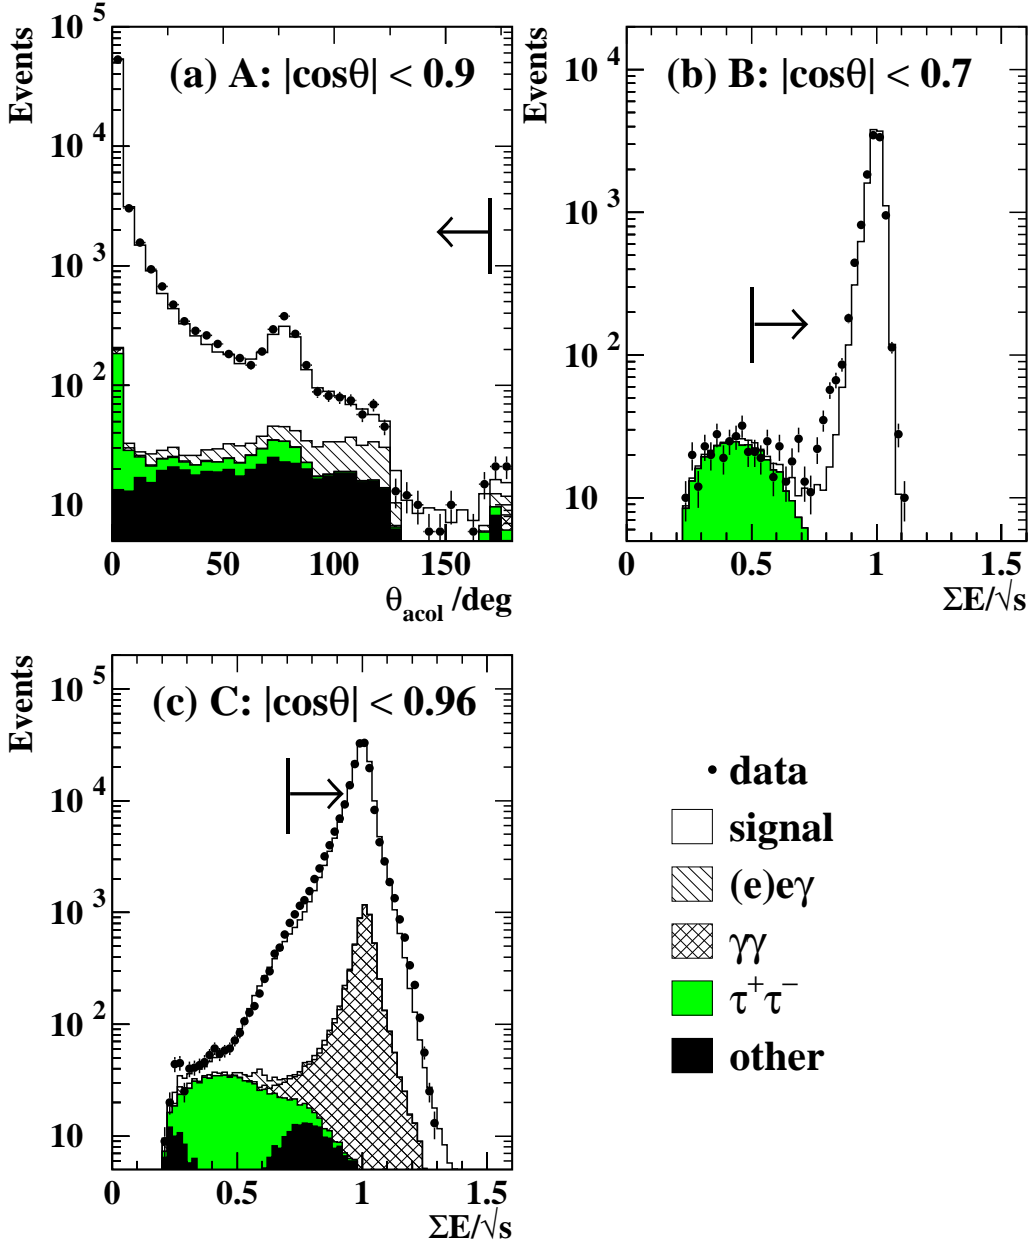 (a) A: |cosθ| < 0.9
Events
10^5
10^4
10^3
10^2
10
0 50 100 150
θ_acol /deg
(b) B: |cosθ| < 0.7
Events
10^4
10^3
10^2
10
0 0.5 1 1.5
ΣE/√s
(c) C: |cosθ| < 0.96
Events
10^5
10^4
10^3
10^2
10
0 0.5 1 1.5
ΣE/√s
data
signal
(e)eγ
γγ
τ⁺τ⁻
other